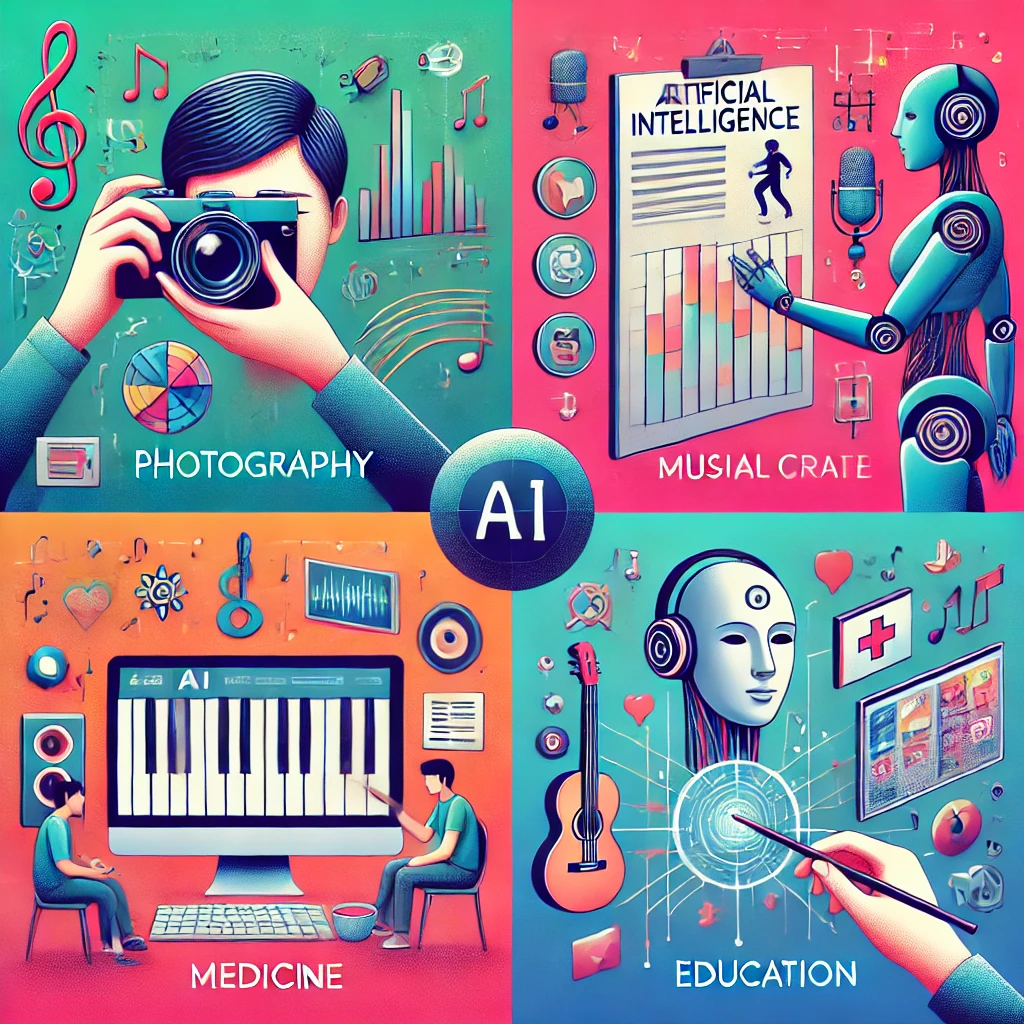 PHOTOGRAPHY
ARTIFICIAL
INTELLIGENCE
MUSIAL CRATE
AI
AI
MEDICINE
EDUCATION